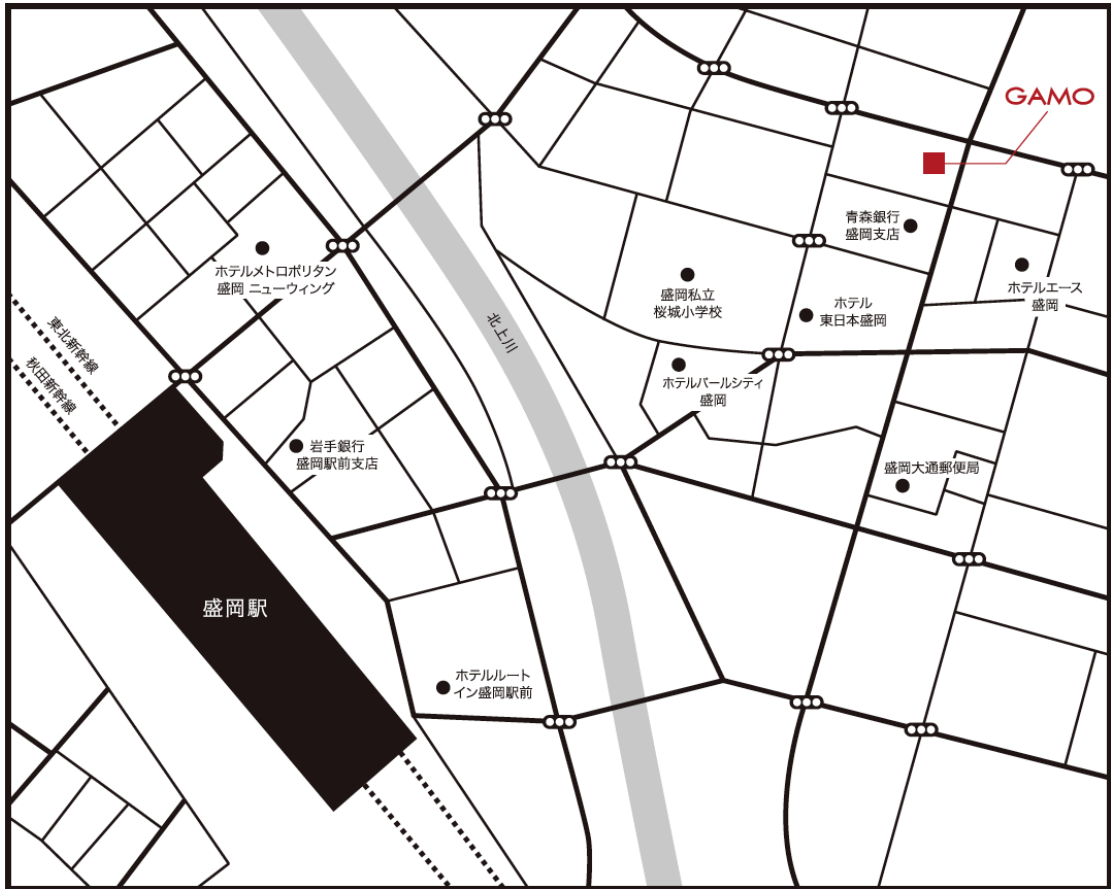 GAMO
青森銀行
盛岡支店
ホテルメトロポリタン
盛岡 ニューウィング
盛岡私立
桜城小学校
ホテル
東日本盛岡
ホテルエース
盛岡
東北新幹線
秋田新幹線
北上川
ホテルパールシティ
盛岡
岩手銀行
盛岡駅前支店
盛岡大通郵便局
盛岡駅
ホテルルート
イン盛岡駅前